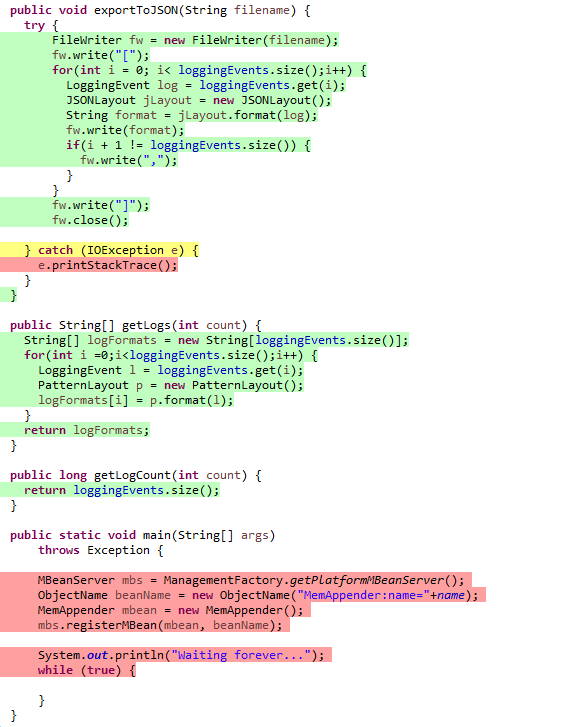 public void exportToJSON(String filename) {
try {
FileWriter fw = new FileWriter(filename);
fw.write("[");
for(int i = 0; i< loggingEvents.size();i++) {
LoggingEvent log = loggingEvents.get(i);
JSONLayout jLayout = new JSONLayout();
String format = jLayout.format(log);
fw.write(format);
if(i + 1 != loggingEvents.size()) {
fw.write(",");
}
}
fw.write("]");
fw.close();
} catch (IOException e) {
e.printStackTrace();
}
}
public String[] getLogs(int count) {
String[] logFormats = new String[loggingEvents.size()];
for(int i =0;i<loggingEvents.size();i++) {
LoggingEvent l = loggingEvents.get(i);
PatternLayout p = new PatternLayout();
logFormats[i] = p.format(l);
}
return logFormats;
}
public long getLogCount(int count) {
return loggingEvents.size();
}
public static void main(String[] args)
throws Exception {
MBeanServer mbs = ManagementFactory.getPlatformMBeanServer();
ObjectName beanName = new ObjectName("MemAppender:name="+name);
MemAppender mbean = new MemAppender();
mbs.registerMBean(mbean, beanName);
System.out.println("Waiting forever...");
while (true) {
}
}